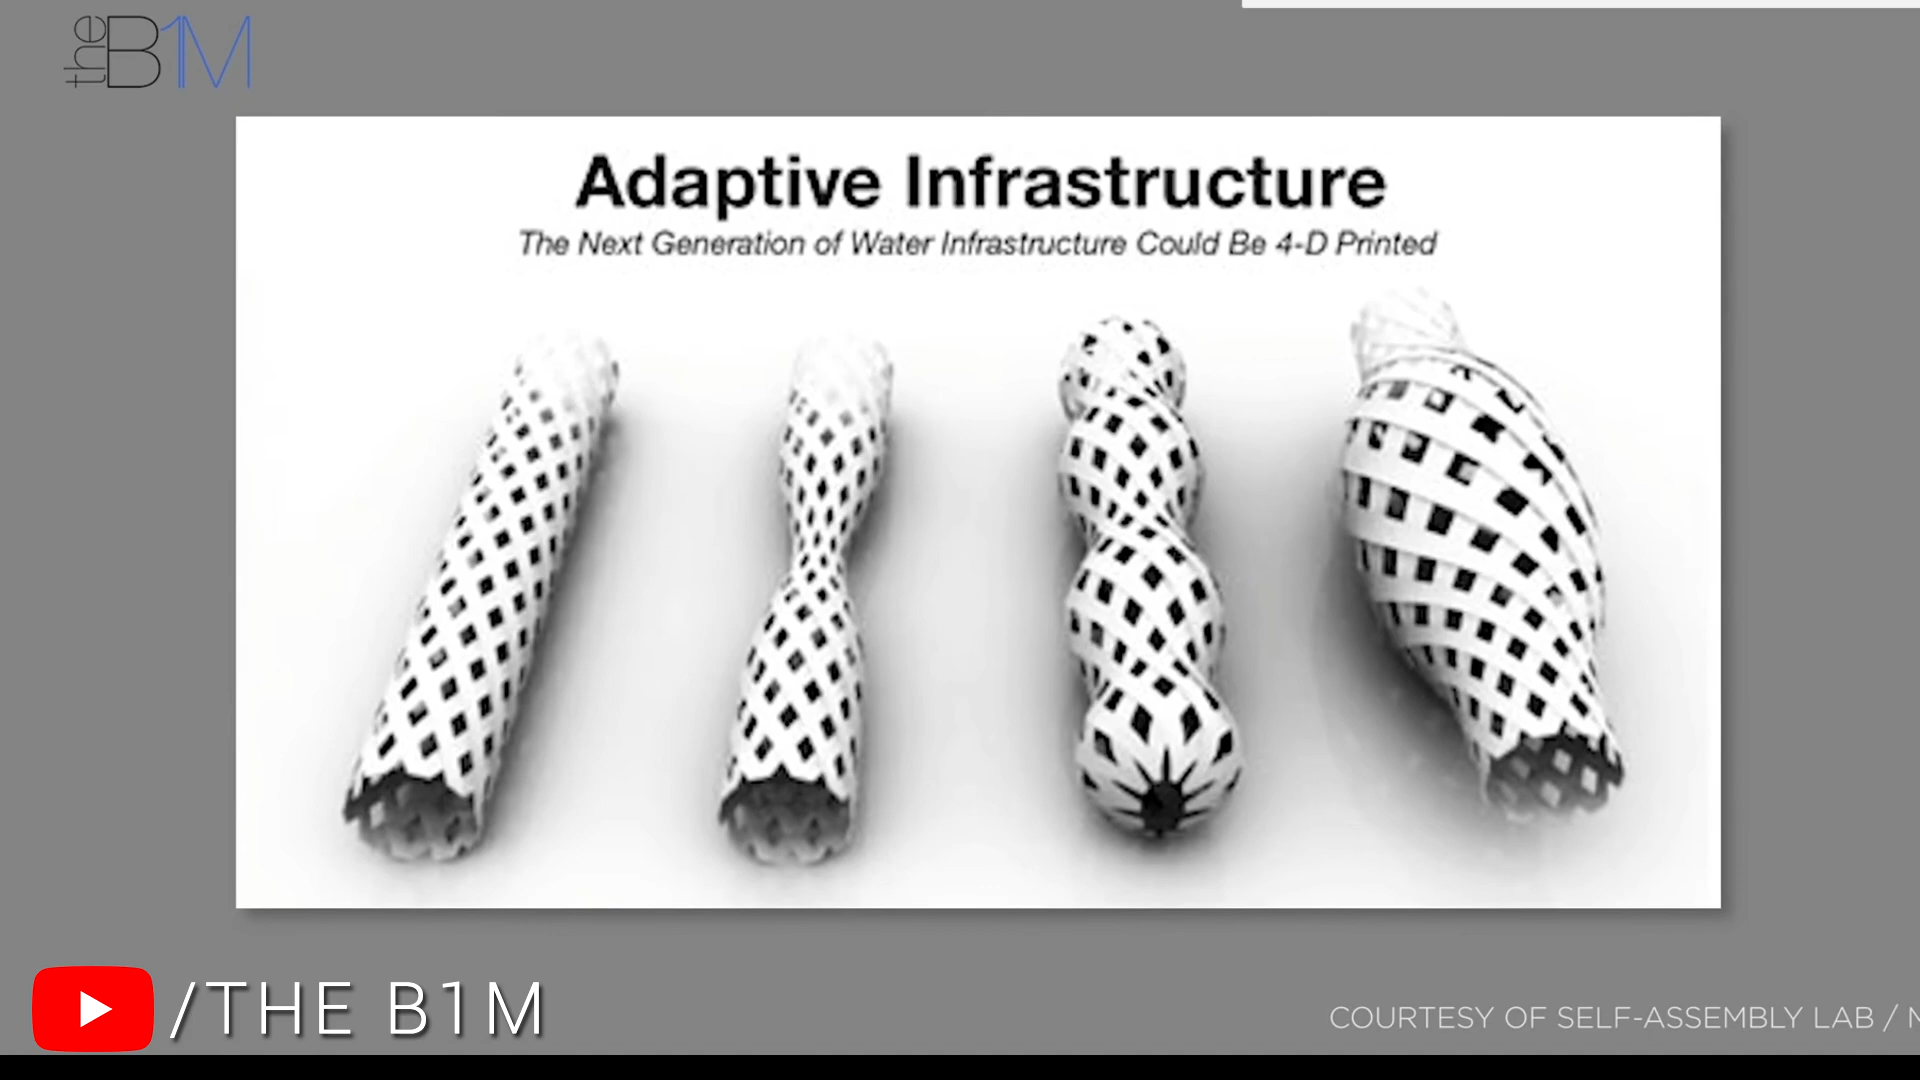 the B1M
Adaptive Infrastructure
The Next Generation of Water Infrastructure Could Be 4-D Printed
/THE B1M
COURTESY OF SELF-ASSEMBLY LAB /